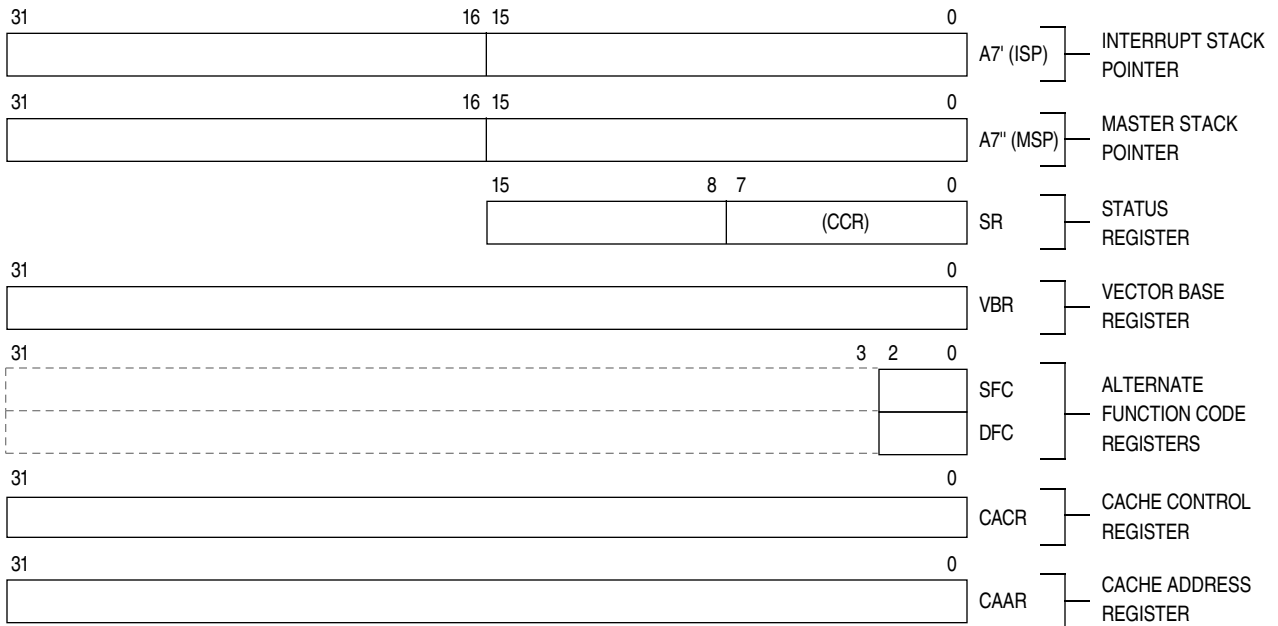 31 16 15 0
A7' (ISP) INTERRUPT STACK
POINTER
31 16 15 0
A7" (MSP) MASTER STACK
POINTER
15 8 7 0
(CCR) SR STATUS
REGISTER
31 0
VBR VECTOR BASE
REGISTER
31 3 2 0
SFC ALTERNATE
FUNCTION CODE
DFC REGISTERS
31 0
CACR CACHE CONTROL
REGISTER
31 0
CAAR CACHE ADDRESS
REGISTER